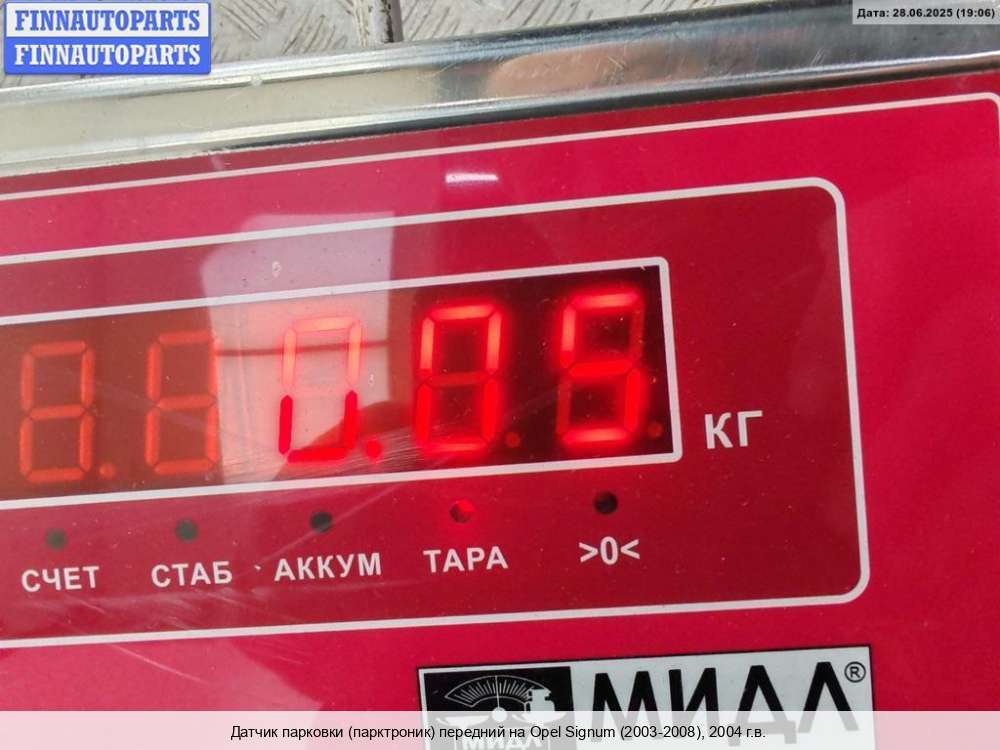 FINNAUTOPARTS
FINNAUTOPARTS
Дата: 28.06.2025 (19:06)
0.05
КГ
СЧЕТ СТАБ АККУМ ТАРА >0<
МИДЛ®
Датчик парковки (парктроник) передний на Opel Signum (2003-2008), 2004 г.в.